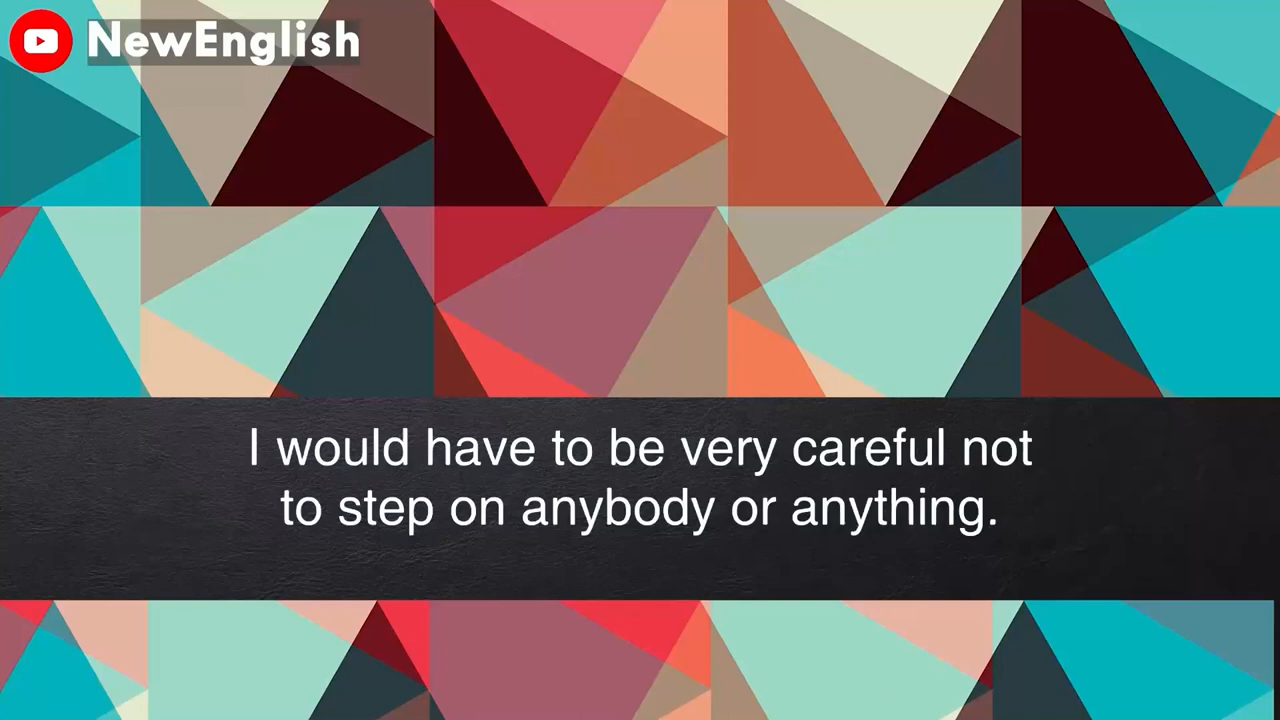 NewEnglish
I would have to be very careful not
to step on anybody or anything.